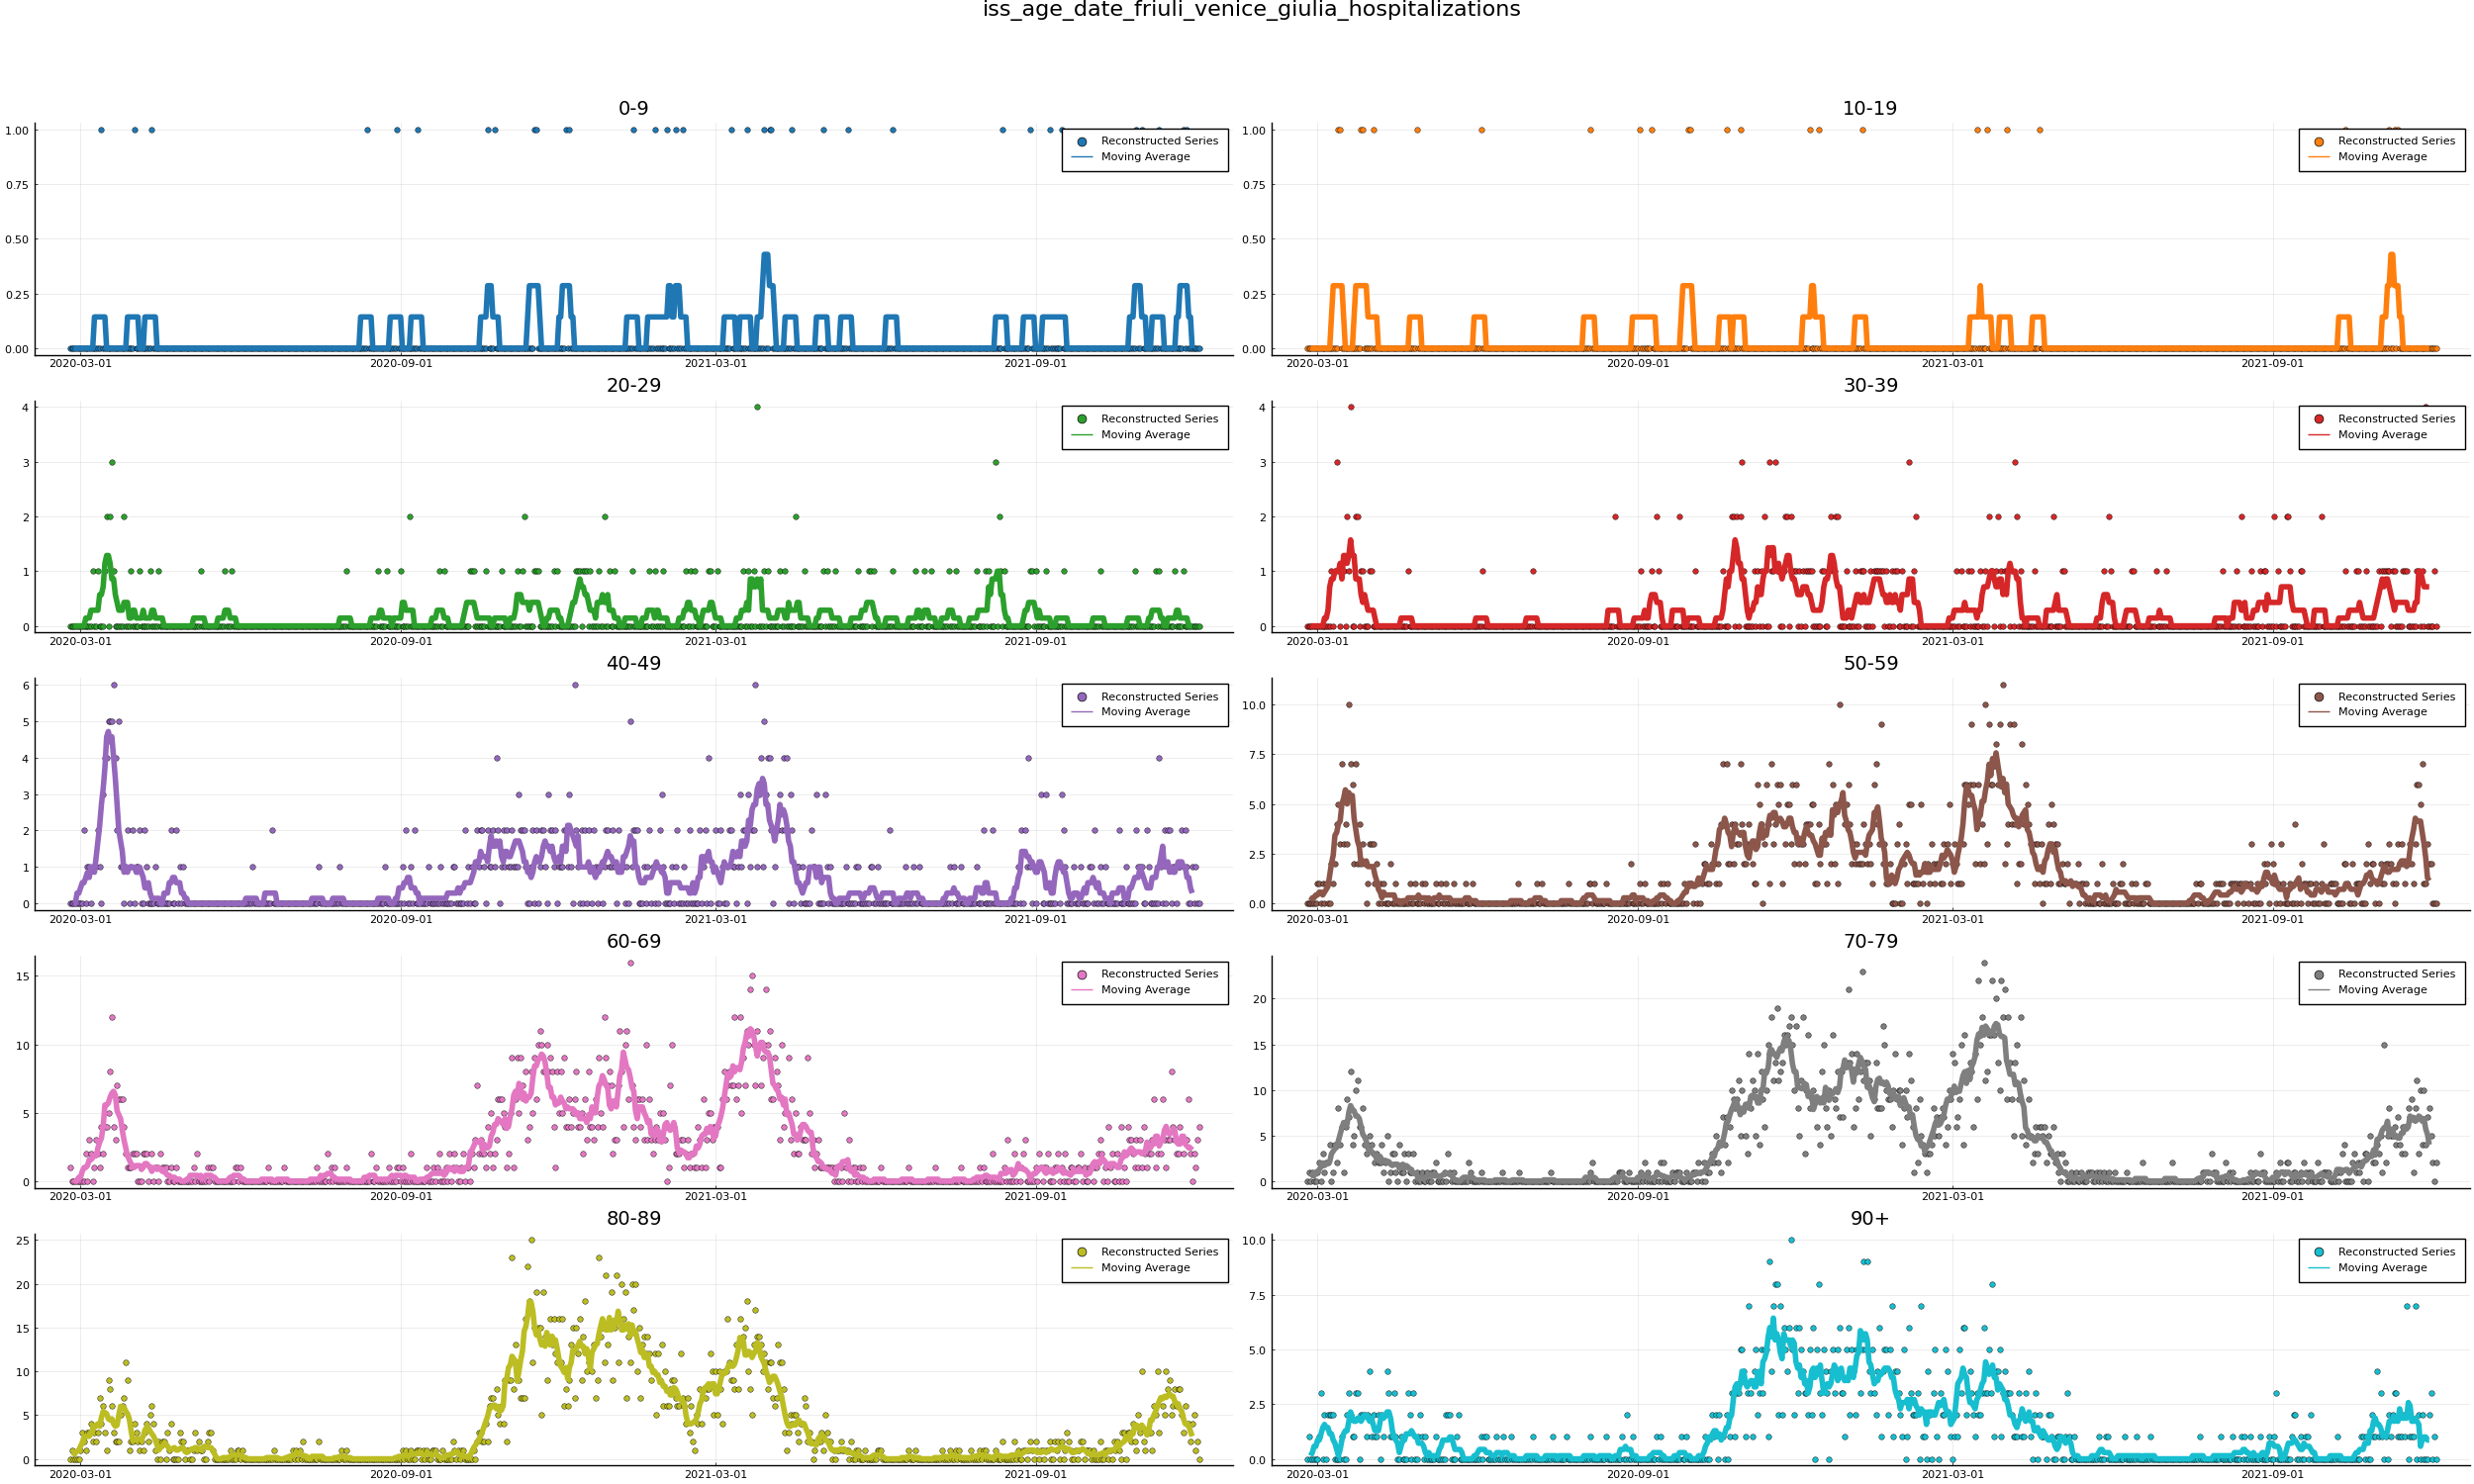 iss_age_date_friuli_venice_giulia_hospitalizations
0-9
1.00
0.75
0.50
0.25
0.00
Reconstructed Series
Moving Average
2020-03-01 2020-09-01 2021-03-01 2021-09-01
10-19
1.00
0.75
0.50
0.25
0.00
Reconstructed Series
Moving Average
2020-03-01 2020-09-01 2021-03-01 2021-09-01
20-29
4
3
2
1
0
Reconstructed Series
Moving Average
2020-03-01 2020-09-01 2021-03-01 2021-09-01
30-39
4
3
2
1
0
Reconstructed Series
Moving Average
2020-03-01 2020-09-01 2021-03-01 2021-09-01
40-49
6
5
4
3
2
1
0
Reconstructed Series
Moving Average
2020-03-01 2020-09-01 2021-03-01 2021-09-01
50-59
10.0
7.5
5.0
2.5
0.0
Reconstructed Series
Moving Average
2020-03-01 2020-09-01 2021-03-01 2021-09-01
60-69
15
10
5
0
Reconstructed Series
Moving Average
2020-03-01 2020-09-01 2021-03-01 2021-09-01
70-79
20
15
10
5
0
Reconstructed Series
Moving Average
2020-03-01 2020-09-01 2021-03-01 2021-09-01
80-89
25
20
15
10
5
0
Reconstructed Series
Moving Average
2020-03-01 2020-09-01 2021-03-01 2021-09-01
90+
10.0
7.5
5.0
2.5
0.0
Reconstructed Series
Moving Average
2020-03-01 2020-09-01 2021-03-01 2021-09-01